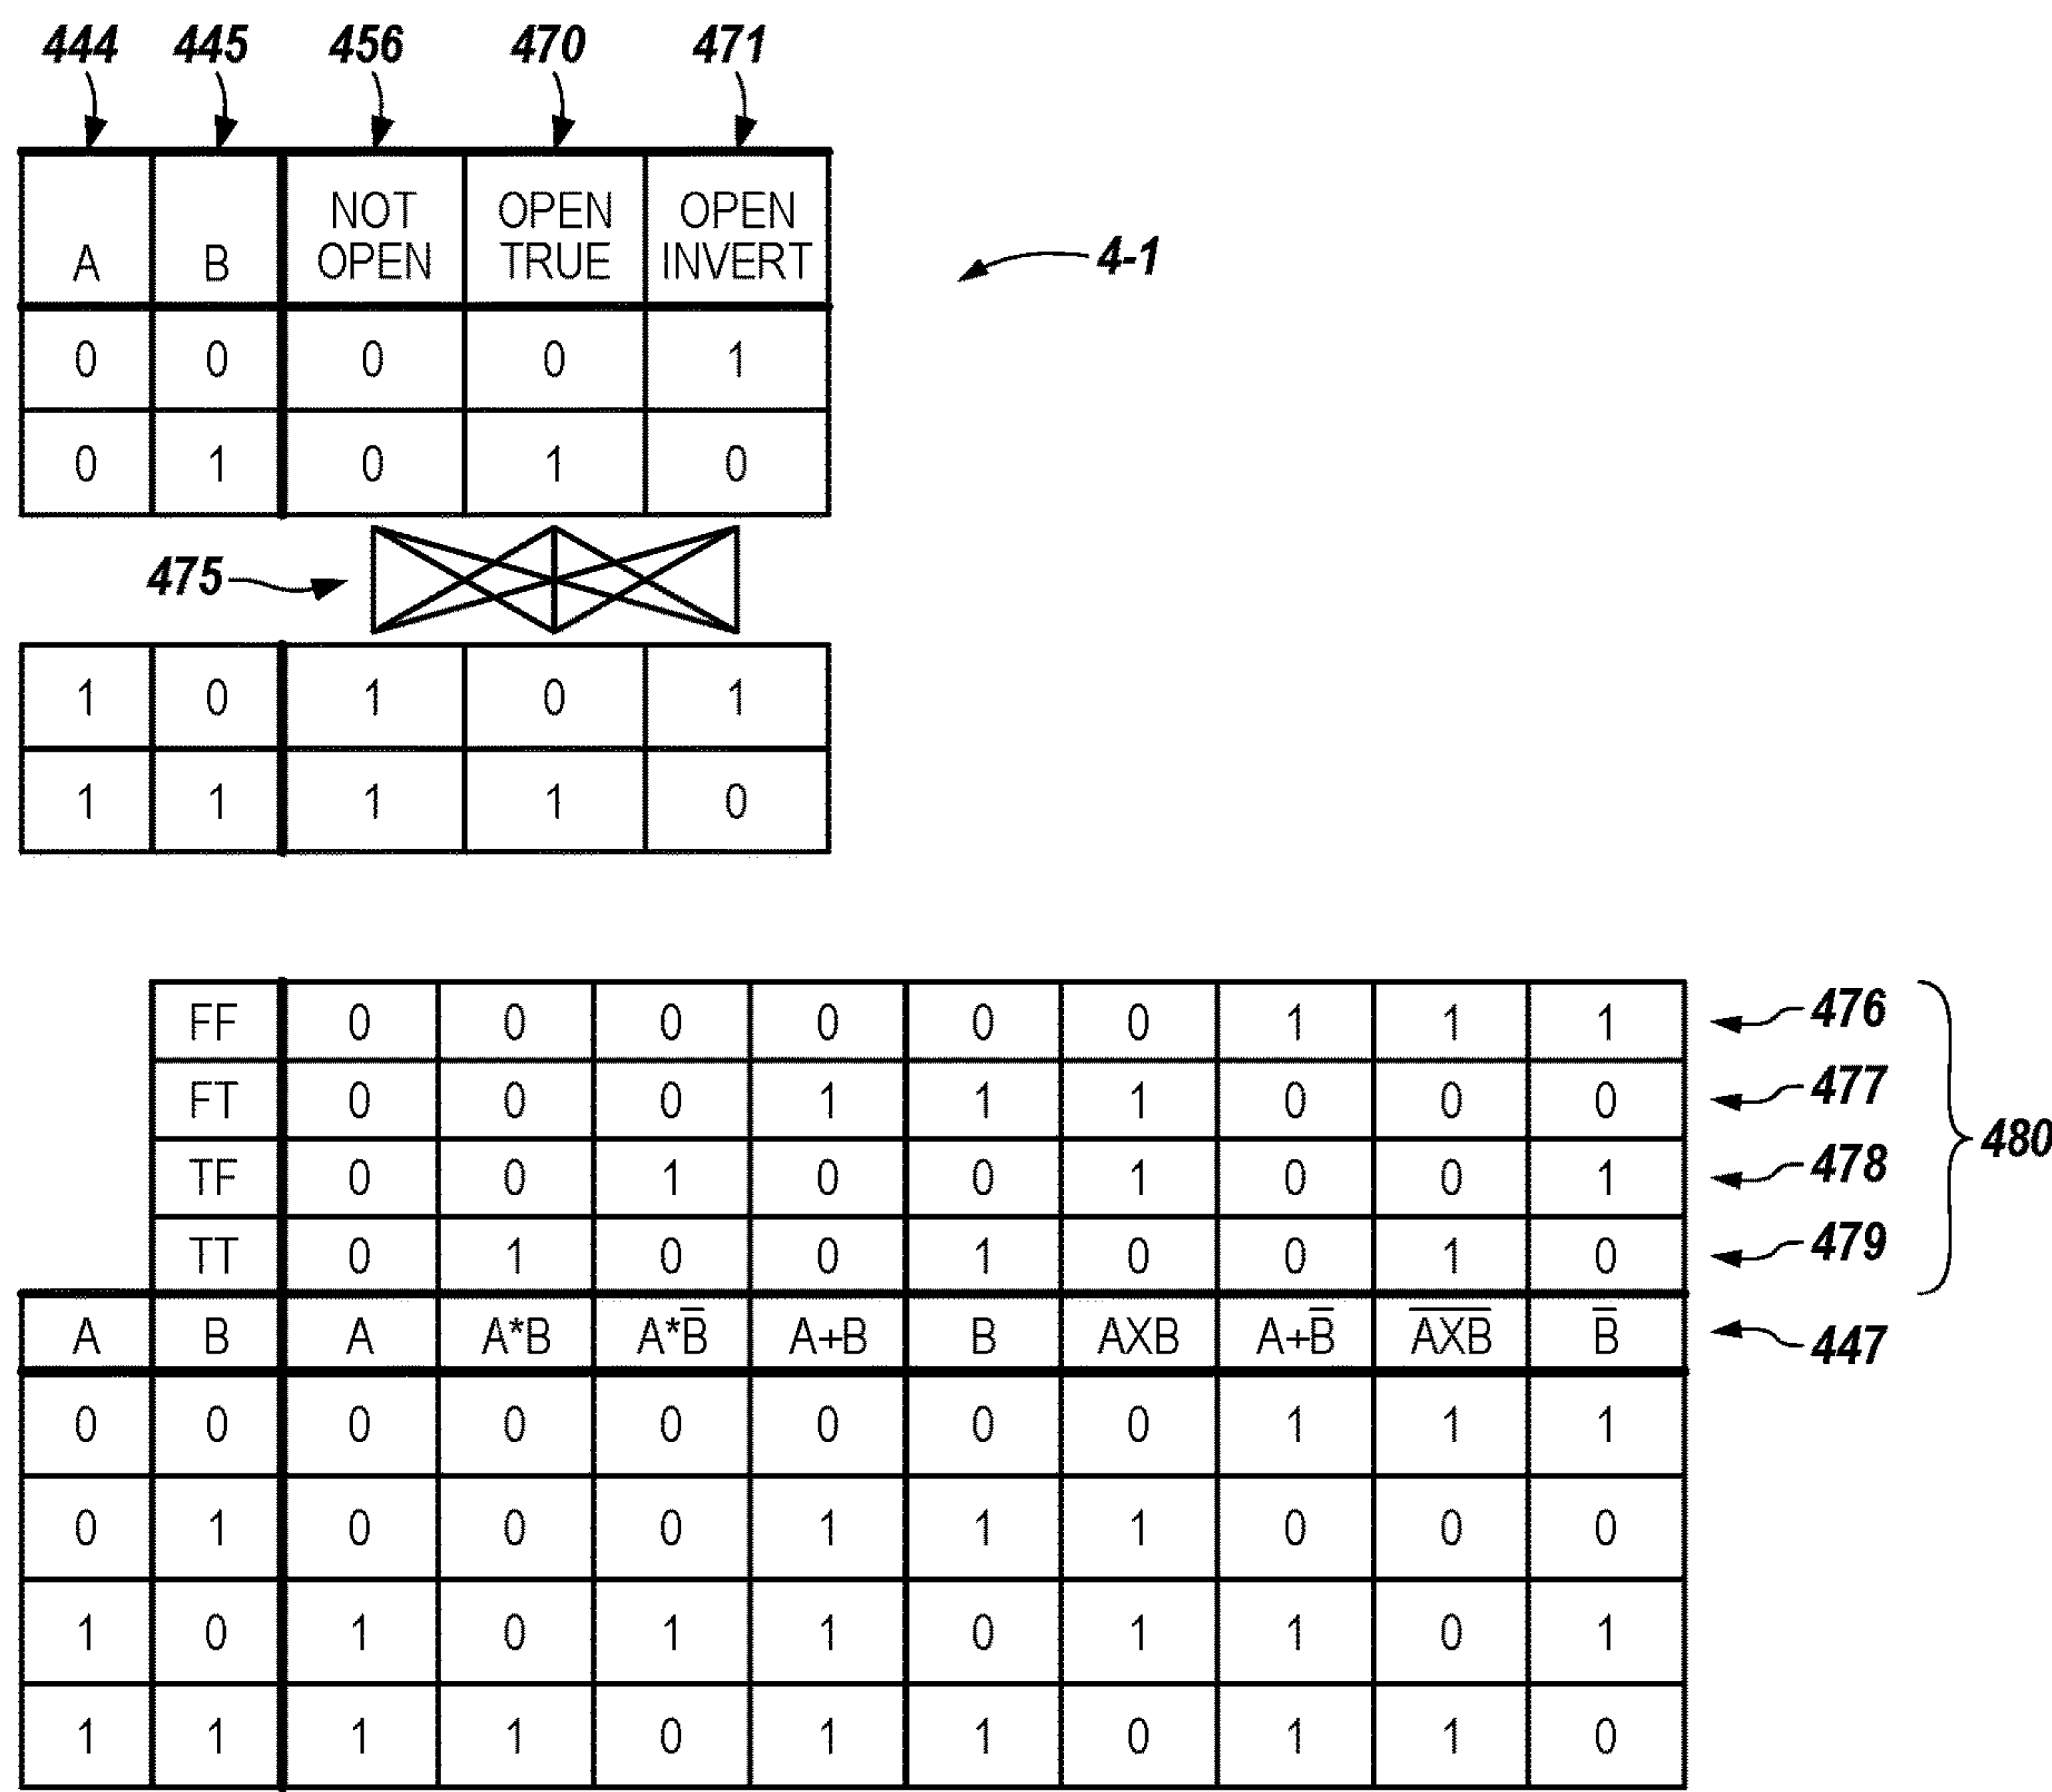 444 445 456 470 471
A B NOT OPEN OPEN TRUE OPEN INVERT
4-1
0 0 0 0 1
0 1 0 1 0
475
1 0 1 0 1
1 1 1 1 0
FF 0 0 0 0 0 0 1 1 1 476
FT 0 0 0 1 1 1 0 0 0 477
TF 0 0 1 0 0 1 0 0 1 478
480
TT 0 1 0 0 1 0 0 1 0 479
A B A A*B A*B̅ A+B B AXB A+B̅ A̅X̅B̅ B̅ 447
0 0 0 0 0 0 0 0 1 1 1
0 1 0 0 0 1 1 1 0 0 0
1 0 1 0 1 1 0 1 1 0 1
1 1 1 1 0 1 1 0 1 1 0